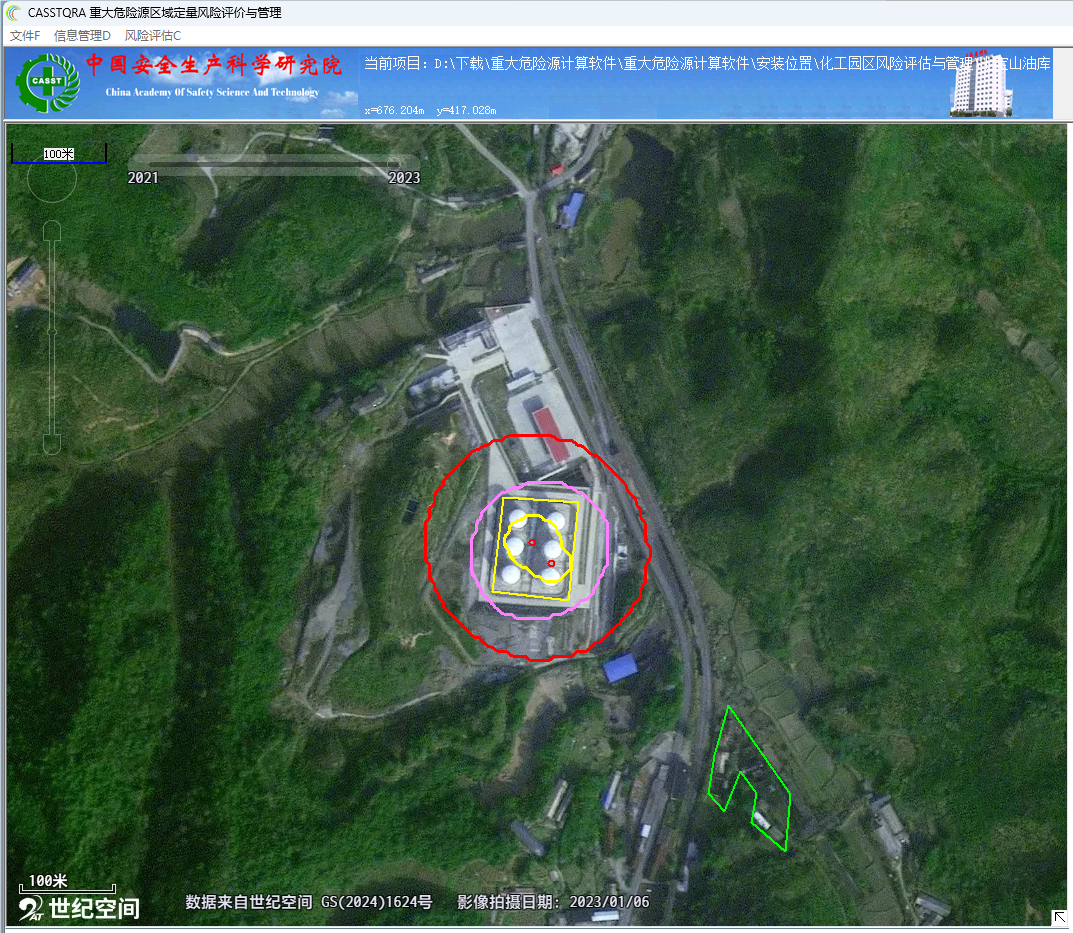 CASSTQRA 重大危险源区域定量风险评价与管理
文件F 信息管理D 风险评估C
CASST
中国安全生产科学研究院
China Academy Of Safety Science And Technology
当前项目: D:\下载\重大危险源计算软件\重大危险源计算软件\安装位置\化工园区风险评估与管理\宝山油库
x=676.204m y=417.028m
100米
2021
2023
100米
世纪空间
数据来自世纪空间 GS(2024)1624号 影像拍摄日期: 2023/01/06